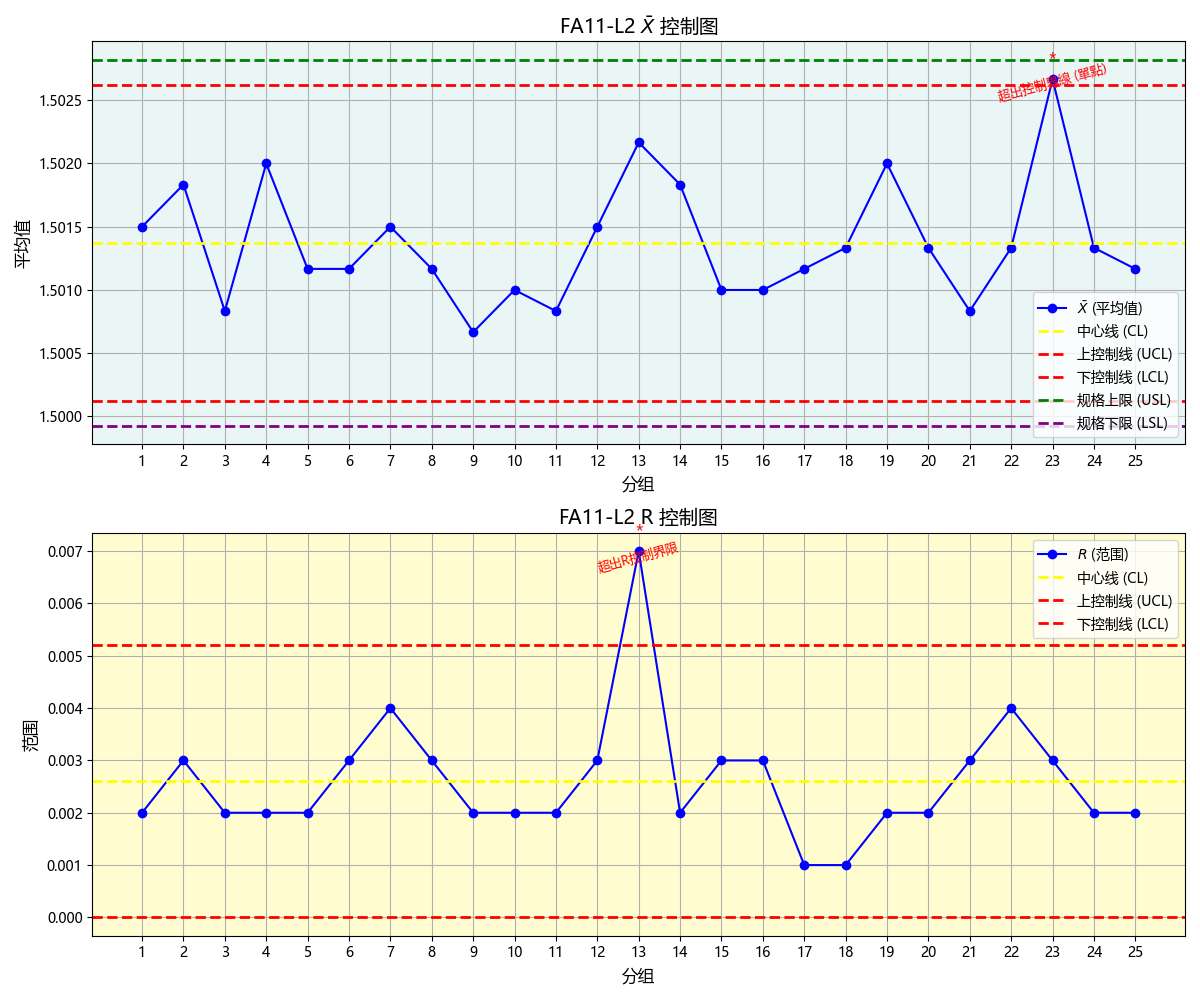 FA11-L2 X̄ 控制图
*
超出控制界線 (單點)
1.5025
1.5020
1.5015
1.5010
1.5005
1.5000
平均值
X̄ (平均值)
中心线 (CL)
上控制线 (UCL)
下控制线 (LCL)
规格上限 (USL)
规格下限 (LSL)
1 2 3 4 5 6 7 8 9 10 11 12 13 14 15 16 17 18 19 20 21 22 23 24 25
分组
FA11-L2 R 控制图
*
超出R控制界限
0.007
0.006
0.005
0.004
0.003
0.002
0.001
0.000
范围
R (范围)
中心线 (CL)
上控制线 (UCL)
下控制线 (LCL)
1 2 3 4 5 6 7 8 9 10 11 12 13 14 15 16 17 18 19 20 21 22 23 24 25
分组